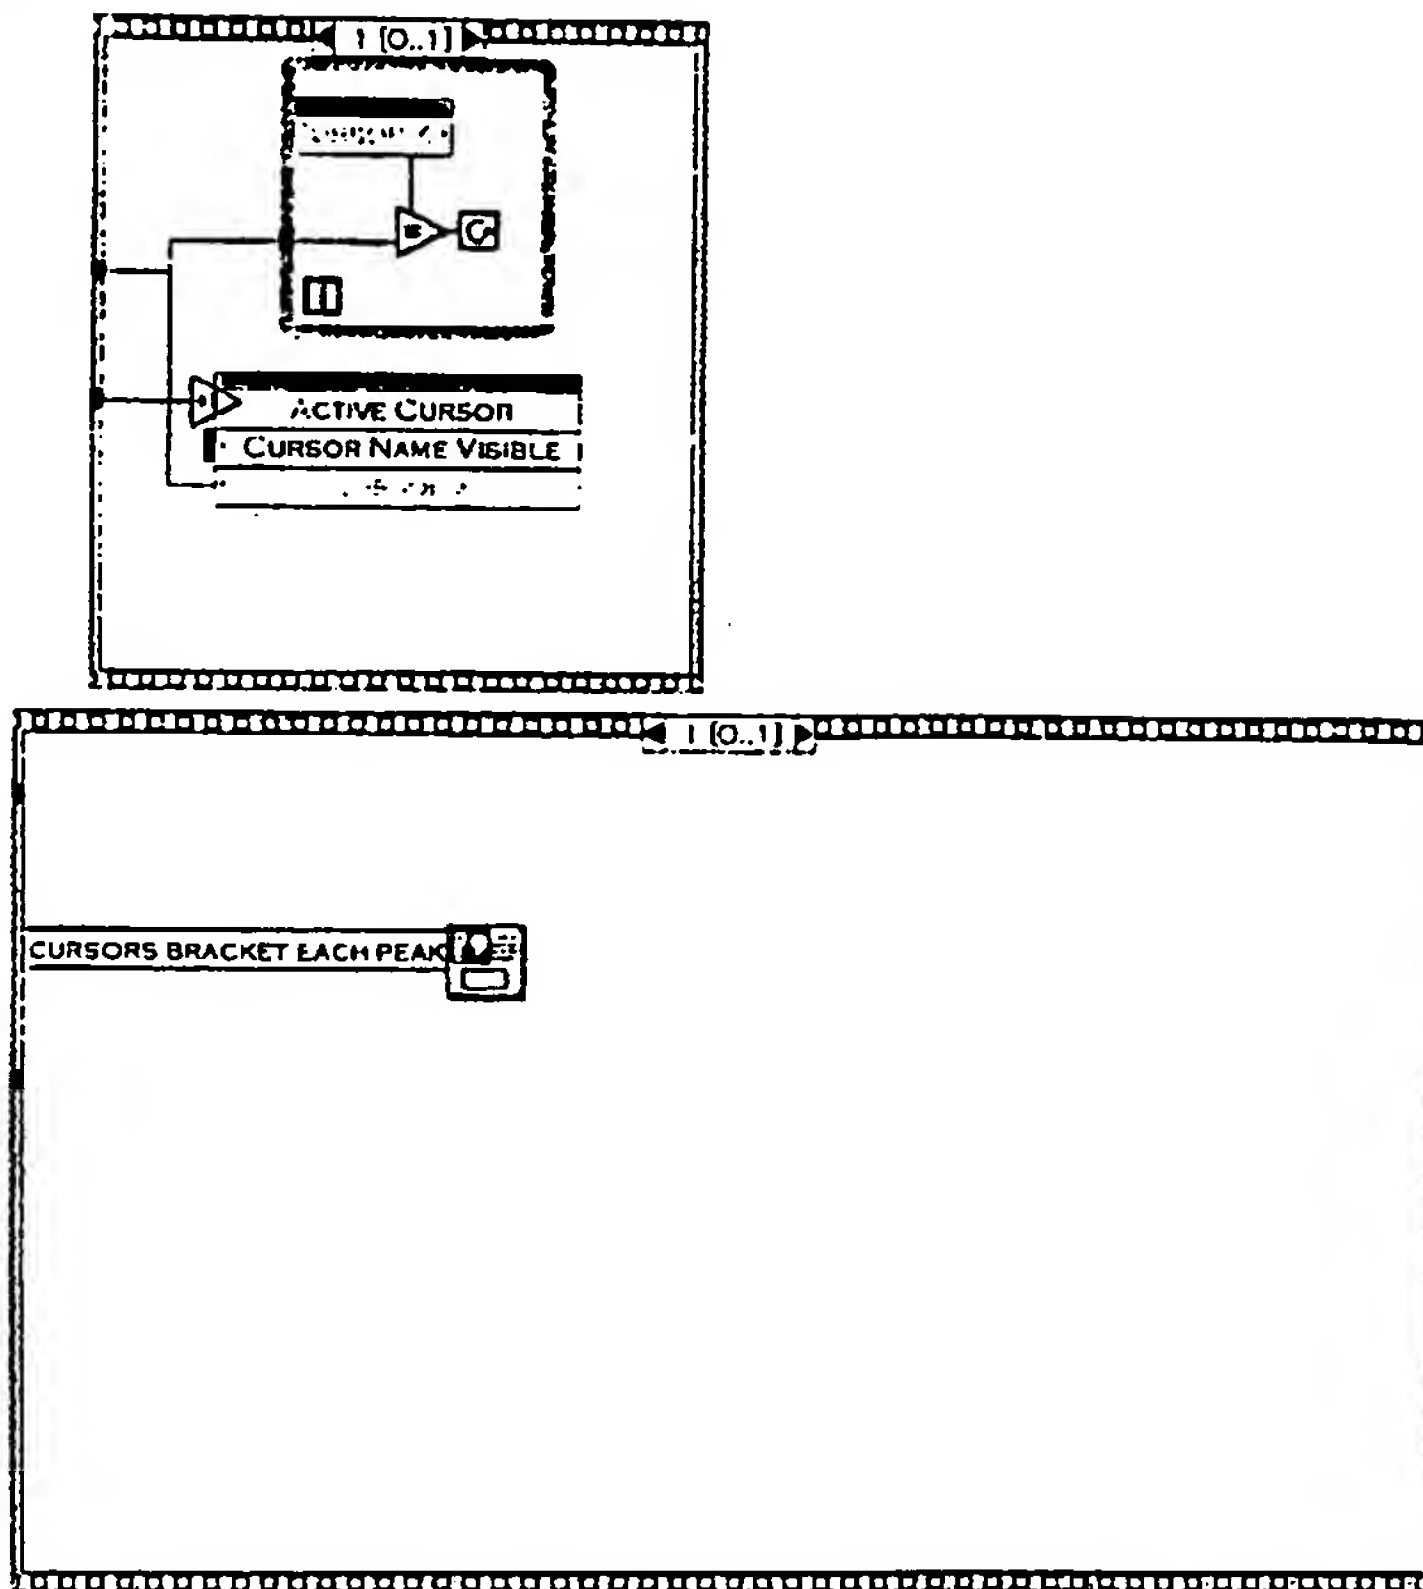 1 [0..1]
ACTIVE CURSOR
CURSOR NAME VISIBLE
1 [0..1]
CURSORS BRACKET EACH PEAK